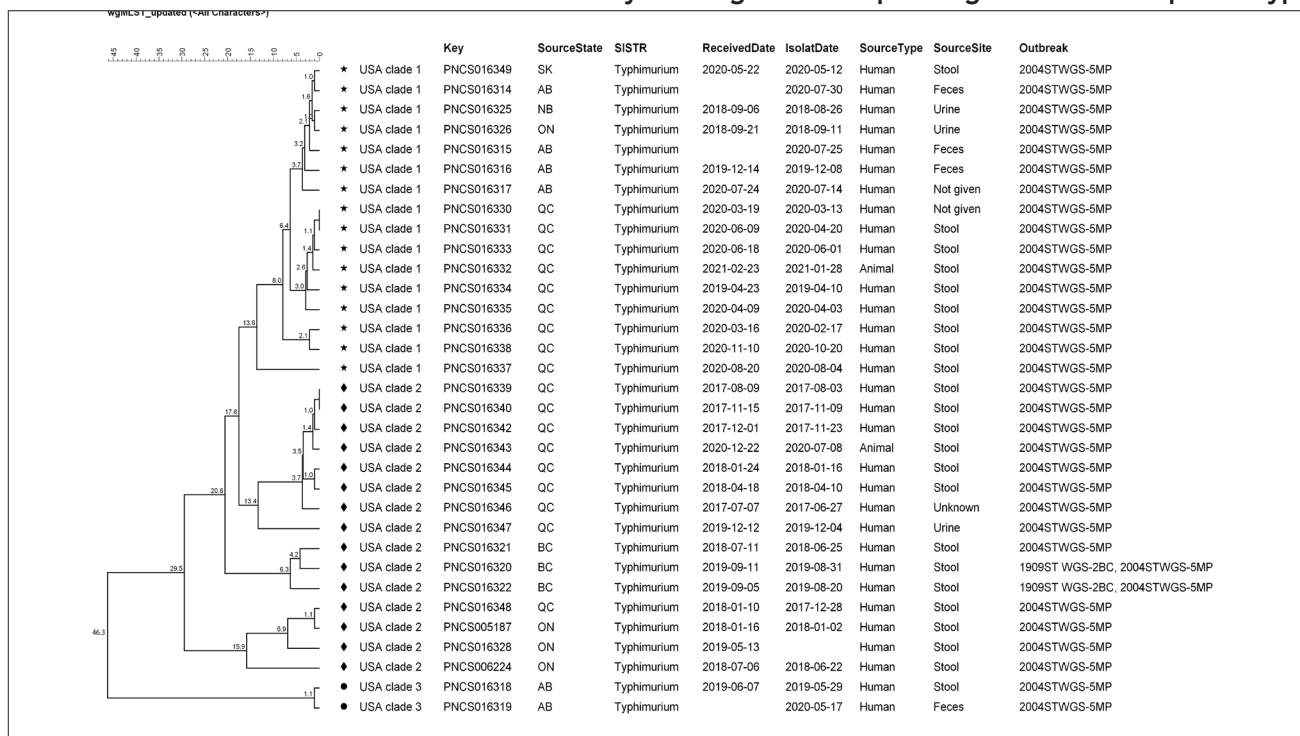 wgMLST_updated (<All Characters>)
45 40 35 30 25 20 15 10 5 0
Key SourceState SISTR ReceivedDate IsolatDate SourceType SourceSite Outbreak
★ USA clade 1 PNCS016349 SK Typhimurium 2020-05-22 2020-05-12 Human Stool 2004STWGS-5MP
1.0 ★ USA clade 1 PNCS016314 AB Typhimurium 2020-07-30 Human Feces 2004STWGS-5MP
1.6 ★ USA clade 1 PNCS016325 NB Typhimurium 2018-09-06 2018-08-26 Human Urine 2004STWGS-5MP
2.1 ★ USA clade 1 PNCS016326 ON Typhimurium 2018-09-21 2018-09-11 Human Urine 2004STWGS-5MP
3.2 ★ USA clade 1 PNCS016315 AB Typhimurium 2020-07-25 Human Feces 2004STWGS-5MP
3.7 ★ USA clade 1 PNCS016316 AB Typhimurium 2019-12-14 2019-12-08 Human Feces 2004STWGS-5MP
★ USA clade 1 PNCS016317 AB Typhimurium 2020-07-24 2020-07-14 Human Not given 2004STWGS-5MP
★ USA clade 1 PNCS016330 QC Typhimurium 2020-03-19 2020-03-13 Human Not given 2004STWGS-5MP
6.4 1.1 ★ USA clade 1 PNCS016331 QC Typhimurium 2020-06-09 2020-04-20 Human Stool 2004STWGS-5MP
1.4 ★ USA clade 1 PNCS016333 QC Typhimurium 2020-06-18 2020-06-01 Human Stool 2004STWGS-5MP
2.6 ★ USA clade 1 PNCS016332 QC Typhimurium 2021-02-23 2021-01-28 Animal Stool 2004STWGS-5MP
8.0 3.0 ★ USA clade 1 PNCS016334 QC Typhimurium 2019-04-23 2019-04-10 Human Stool 2004STWGS-5MP
★ USA clade 1 PNCS016335 QC Typhimurium 2020-04-09 2020-04-03 Human Stool 2004STWGS-5MP
13.6 ★ USA clade 1 PNCS016336 QC Typhimurium 2020-03-16 2020-02-17 Human Stool 2004STWGS-5MP
2.1 ★ USA clade 1 PNCS016338 QC Typhimurium 2020-11-10 2020-10-20 Human Stool 2004STWGS-5MP
★ USA clade 1 PNCS016337 QC Typhimurium 2020-08-20 2020-08-04 Human Stool 2004STWGS-5MP
♦ USA clade 2 PNCS016339 QC Typhimurium 2017-08-09 2017-08-03 Human Stool 2004STWGS-5MP
17.6 1.0 ♦ USA clade 2 PNCS016340 QC Typhimurium 2017-11-15 2017-11-09 Human Stool 2004STWGS-5MP
1.4 ♦ USA clade 2 PNCS016342 QC Typhimurium 2017-12-01 2017-11-23 Human Stool 2004STWGS-5MP
3.5 ♦ USA clade 2 PNCS016343 QC Typhimurium 2020-12-22 2020-07-08 Animal Stool 2004STWGS-5MP
3.7 1.0 ♦ USA clade 2 PNCS016344 QC Typhimurium 2018-01-24 2018-01-16 Human Stool 2004STWGS-5MP
20.6 ♦ USA clade 2 PNCS016345 QC Typhimurium 2018-04-18 2018-04-10 Human Stool 2004STWGS-5MP
13.4 ♦ USA clade 2 PNCS016346 QC Typhimurium 2017-07-07 2017-06-27 Human Unknown 2004STWGS-5MP
♦ USA clade 2 PNCS016347 QC Typhimurium 2019-12-12 2019-12-04 Human Urine 2004STWGS-5MP
4.2 ♦ USA clade 2 PNCS016321 BC Typhimurium 2018-07-11 2018-06-25 Human Stool 2004STWGS-5MP
29.5 6.3 ♦ USA clade 2 PNCS016320 BC Typhimurium 2019-09-11 2019-08-31 Human Stool 1909ST WGS-2BC, 2004STWGS-5MP
♦ USA clade 2 PNCS016322 BC Typhimurium 2019-09-05 2019-08-20 Human Stool 1909ST WGS-2BC, 2004STWGS-5MP
1.1 ♦ USA clade 2 PNCS016348 QC Typhimurium 2018-01-10 2017-12-28 Human Stool 2004STWGS-5MP
46.3 6.9 ♦ USA clade 2 PNCS005187 ON Typhimurium 2018-01-16 2018-01-02 Human Stool 2004STWGS-5MP
15.9 ♦ USA clade 2 PNCS016328 ON Typhimurium 2019-05-13 Human Stool 2004STWGS-5MP
♦ USA clade 2 PNCS006224 ON Typhimurium 2018-07-06 2018-06-22 Human Stool 2004STWGS-5MP
1.1 ● USA clade 3 PNCS016318 AB Typhimurium 2019-06-07 2019-05-29 Human Stool 2004STWGS-5MP
● USA clade 3 PNCS016319 AB Typhimurium 2020-05-17 Human Feces 2004STWGS-5MP